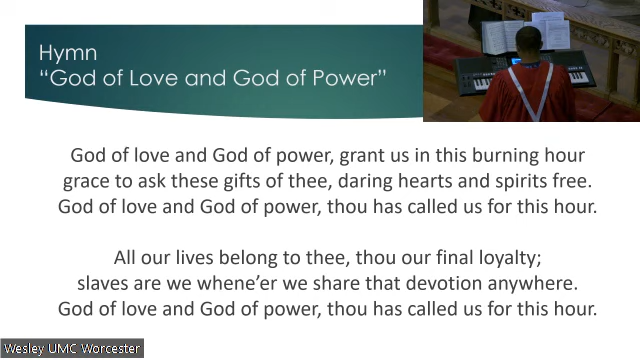 Hymn
“God of Love and God of Power”
God of love and God of power, grant us in this burning hour
grace to ask these gifts of thee, daring hearts and spirits free.
God of love and God of power, thou has called us for this hour.
All our lives belong to thee, thou our final loyalty;
slaves are we whene’er we share that devotion anywhere.
God of love and God of power, thou has called us for this hour.
Wesley UMC Worcester